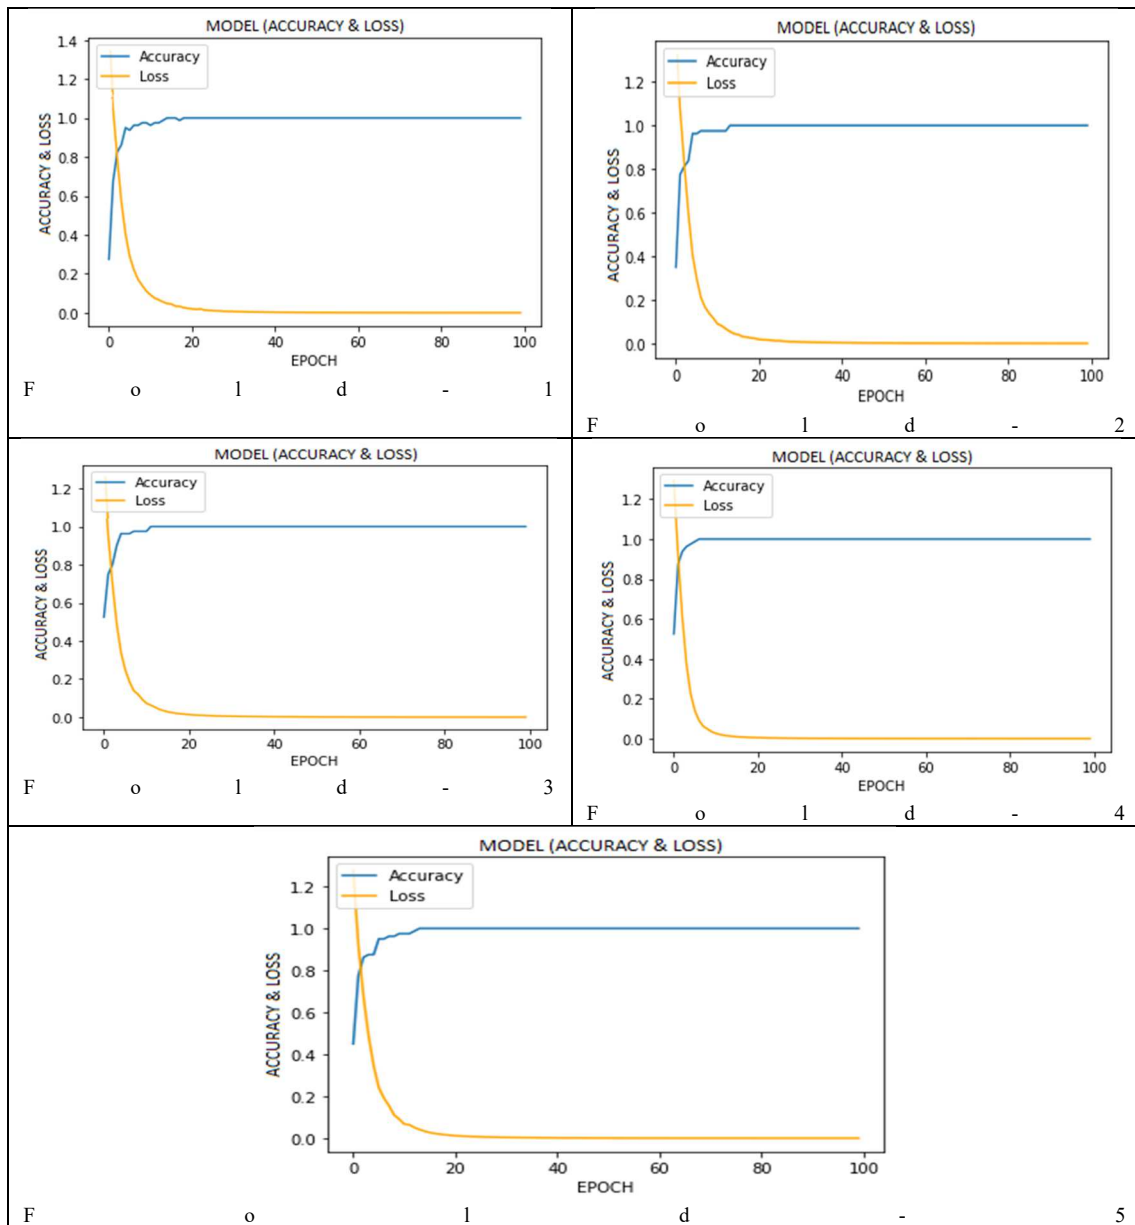 MODEL (ACCURACY & LOSS)
1.4
1.2
1.0
0.8
0.6
0.4
0.2
0.0
ACCURACY & LOSS
Accuracy
Loss
0 20 40 60 80 100
EPOCH
F o l d - 1
MODEL (ACCURACY & LOSS)
1.2
1.0
0.8
0.6
0.4
0.2
0.0
ACCURACY & LOSS
Accuracy
Loss
0 20 40 60 80 100
EPOCH
F o l d - 2
MODEL (ACCURACY & LOSS)
1.2
1.0
0.8
0.6
0.4
0.2
0.0
ACCURACY & LOSS
Accuracy
Loss
0 20 40 60 80 100
EPOCH
F o l d - 3
MODEL (ACCURACY & LOSS)
1.2
1.0
0.8
0.6
0.4
0.2
0.0
ACCURACY & LOSS
Accuracy
Loss
0 20 40 60 80 100
EPOCH
F o l d - 4
MODEL (ACCURACY & LOSS)
1.2
1.0
0.8
0.6
0.4
0.2
0.0
ACCURACY & LOSS
Accuracy
Loss
0 20 40 60 80 100
EPOCH
F o l d - 5